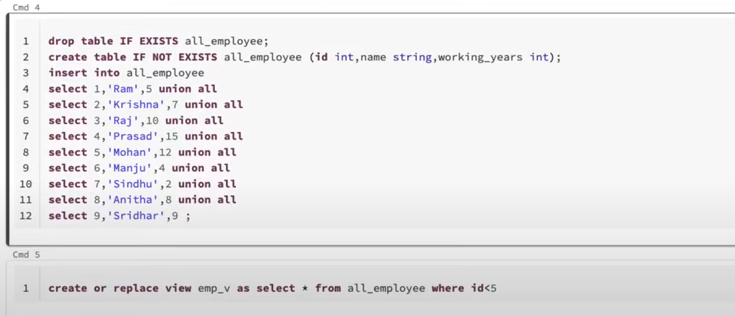 Cmd 4
1 drop table IF EXISTS all_employee;
2 create table IF NOT EXISTS all_employee (id int,name string,working_years int);
3 insert into all_employee
4 select 1,'Ram',5 union all
5 select 2,'Krishna',7 union all
6 select 3,'Raj',10 union all
7 select 4,'Prasad',15 union all
8 select 5,'Mohan',12 union all
9 select 6,'Manju',4 union all
10 select 7,'Sindhu',2 union all
11 select 8,'Anitha',8 union all
12 select 9,'Sridhar',9 ;
Cmd 5
1 create or replace view emp_v as select * from all_employee where id<5